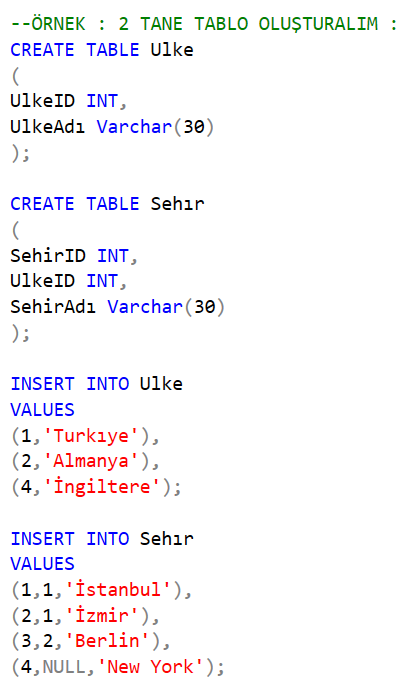 --ÖRNEK : 2 TANE TABLO OLUŞTURALIM :
CREATE TABLE Ulke
(
UlkeID INT,
UlkeAdı Varchar(30)
);
CREATE TABLE Sehır
(
SehirID INT,
UlkeID INT,
SehirAdı Varchar(30)
);
INSERT INTO Ulke
VALUES
(1,'Turkıye'),
(2,'Almanya'),
(4,'İngiltere');
INSERT INTO Sehır
VALUES
(1,1,'İstanbul'),
(2,1,'İzmir'),
(3,2,'Berlin'),
(4,NULL,'New York');